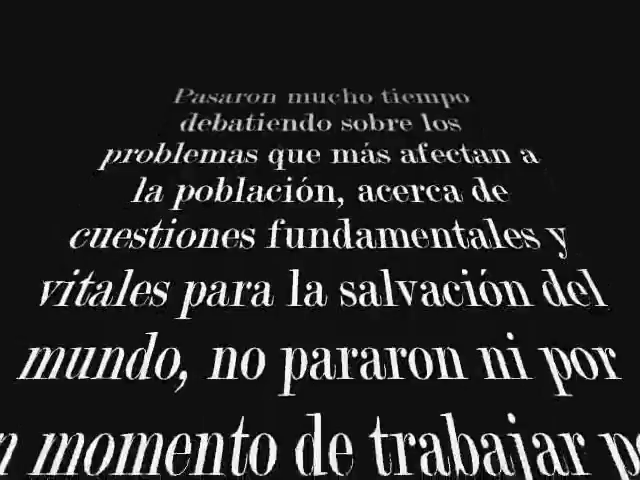 Pasaron mucho tiempo
debatiendo sobre los
problemas que más afectan a
la población, acerca de
cuestiones fundamentales y
vitales para la salvación del
mundo, no pararon ni por
momento de trabajar